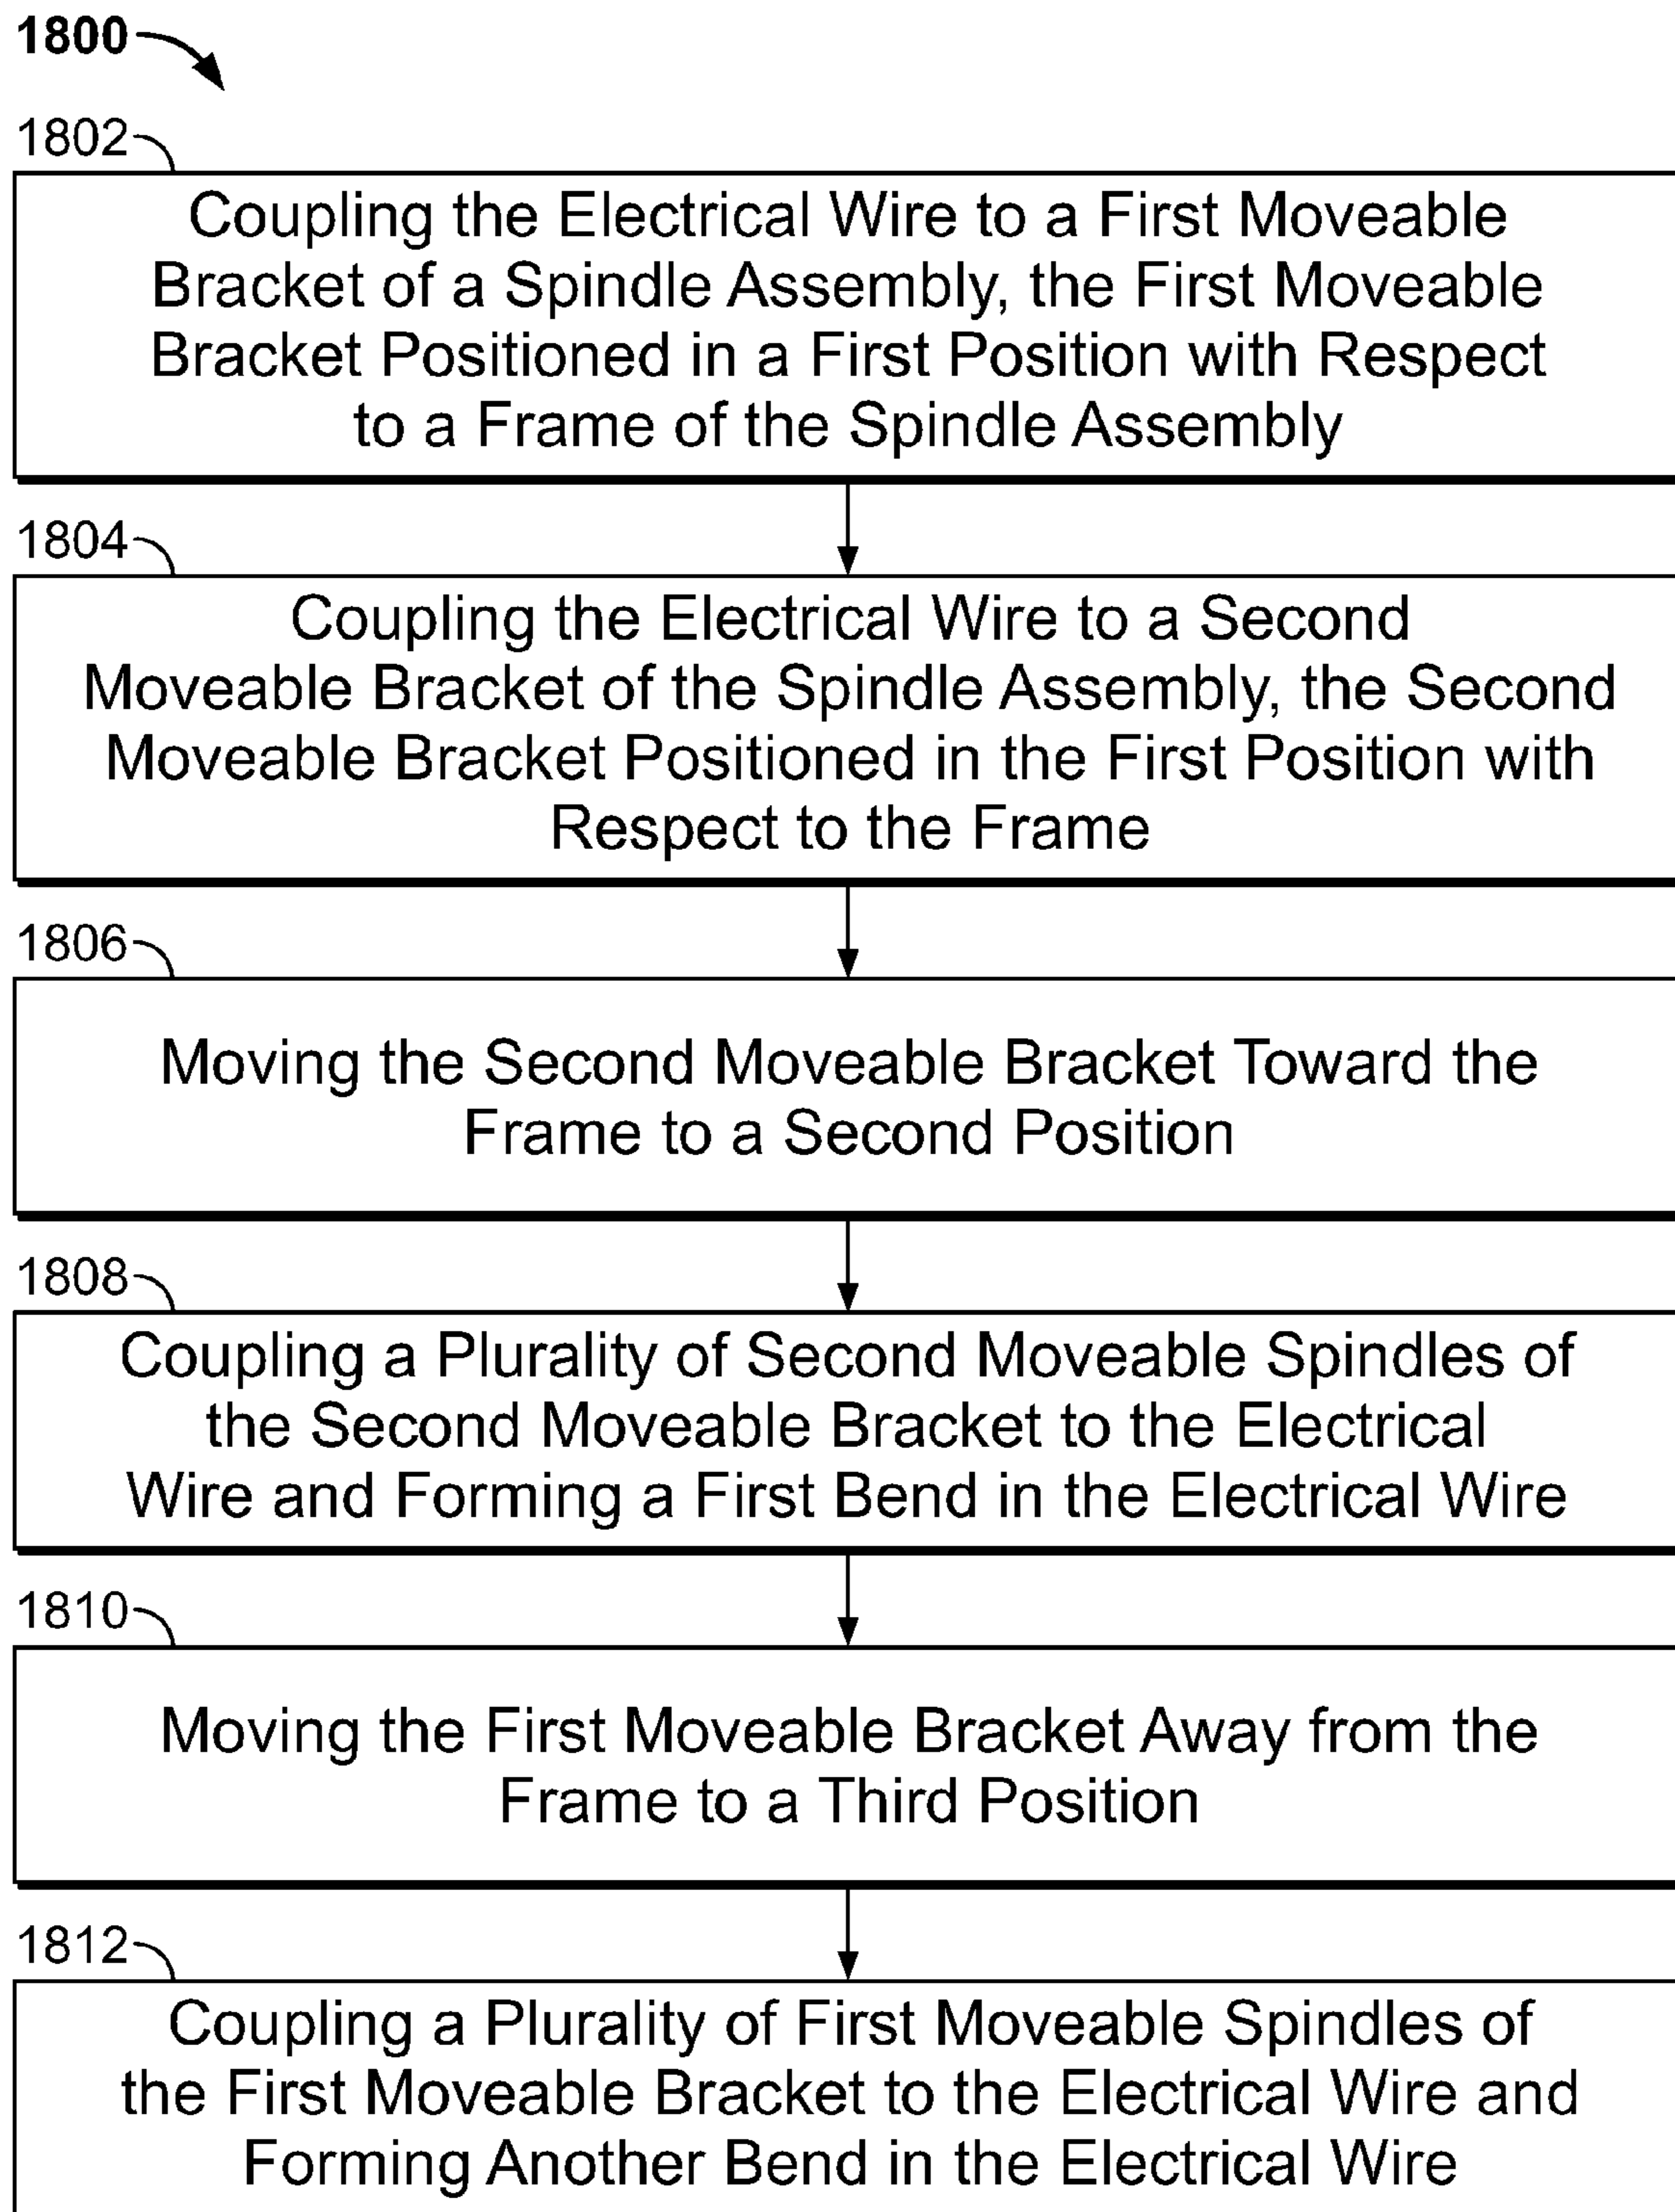 1800
1802
Coupling the Electrical Wire to a First Moveable
Bracket of a Spindle Assembly, the First Moveable
Bracket Positioned in a First Position with Respect
to a Frame of the Spindle Assembly
1804
Coupling the Electrical Wire to a Second
Moveable Bracket of the Spindle Assembly, the Second
Moveable Bracket Positioned in the First Position with
Respect to the Frame
1806
Moving the Second Moveable Bracket Toward the
Frame to a Second Position
1808
Coupling a Plurality of Second Moveable Spindles of
the Second Moveable Bracket to the Electrical
Wire and Forming a First Bend in the Electrical Wire
1810
Moving the First Moveable Bracket Away from the
Frame to a Third Position
1812
Coupling a Plurality of First Moveable Spindles of
the First Moveable Bracket to the Electrical Wire and
Forming Another Bend in the Electrical Wire